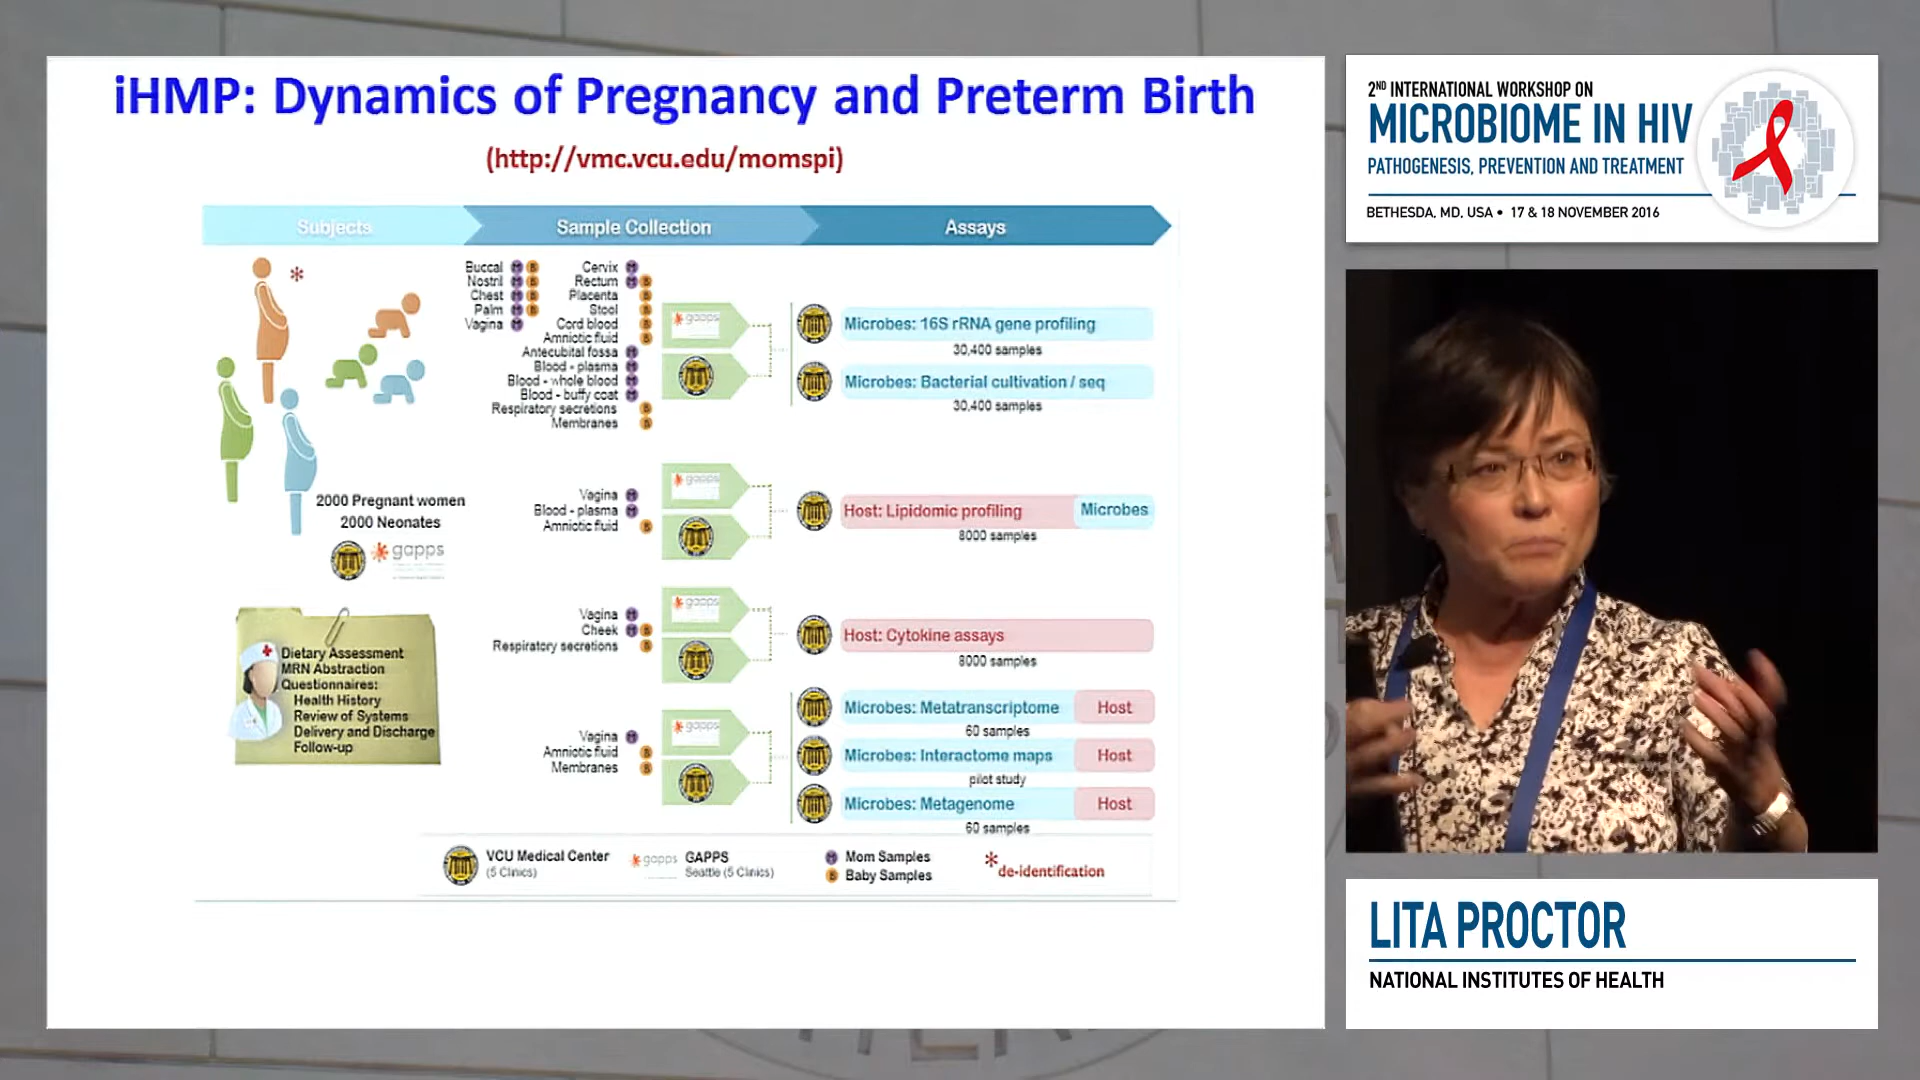 iHMP: Dynamics of Pregnancy and Preterm Birth
(http://vmc.vcu.edu/momspi)
Subjects
Sample Collection
Assays
2000 Pregnant women
2000 Neonates
gapps
Dietary Assessment
MRN Abstraction
Questionnaires:
Health History
Review of Systems
Delivery and Discharge
Follow-up
Buccal M B
Nostril M B
Chest M B
Palm M B
Vagina M
Cervix M
Rectum M B
Placenta B
Stool B
Cord blood B
Amniotic fluid B
Antecubital fossa M
Blood - plasma M
Blood - whole blood M
Blood - buffy coat M
Respiratory secretions B
Membranes B
gapps
Microbes: 16S rRNA gene profiling
30,400 samples
Microbes: Bacterial cultivation / seq
30,400 samples
Vagina M
Blood - plasma M
Amniotic fluid B
gapps
Host: Lipidomic profiling
Microbes
8000 samples
Vagina M
Cheek M B
Respiratory secretions B
gapps
Host: Cytokine assays
8000 samples
Vagina M
Amniotic fluid B
Membranes B
gapps
Microbes: Metatranscriptome
Host
60 samples
Microbes: Interactome maps
Host
pilot study
Microbes: Metagenome
Host
60 samples
VCU Medical Center
(5 Clinics)
gapps
GAPPS
Seattle (5 Clinics)
M Mom Samples
B Baby Samples
* de-identification
2ND INTERNATIONAL WORKSHOP ON
MICROBIOME IN HIV
PATHOGENESIS, PREVENTION AND TREATMENT
BETHESDA, MD, USA • 17 & 18 NOVEMBER 2016
LITA PROCTOR
NATIONAL INSTITUTES OF HEALTH